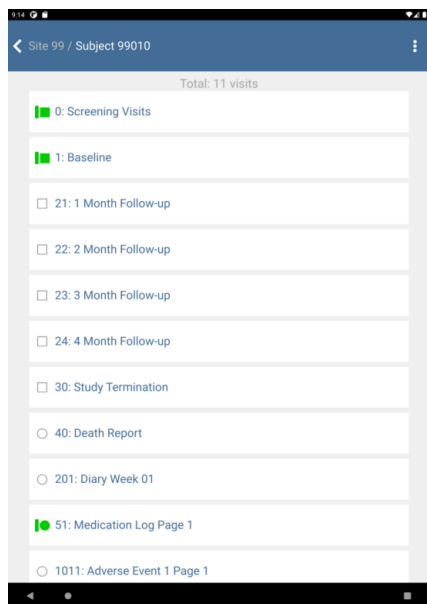 9:14
Site 99 / Subject 99010
Total: 11 visits
0: Screening Visits
1: Baseline
21: 1 Month Follow-up
22: 2 Month Follow-up
23: 3 Month Follow-up
24: 4 Month Follow-up
30: Study Termination
40: Death Report
201: Diary Week 01
51: Medication Log Page 1
1011: Adverse Event 1 Page 1